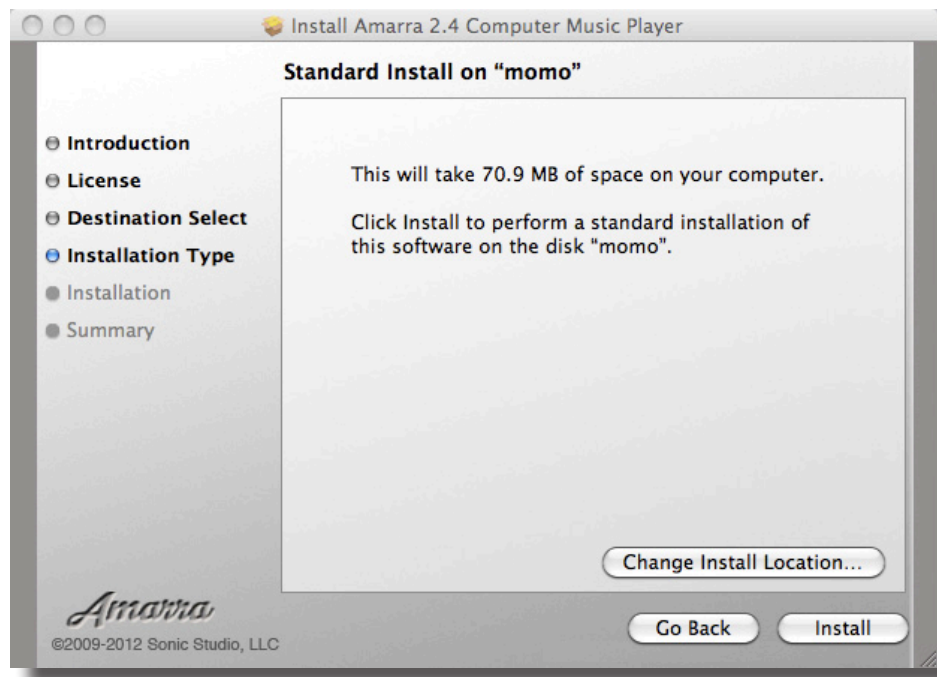 Install Amarra 2.4 Computer Music Player
Standard Install on “momo”
Introduction
License
Destination Select
Installation Type
Installation
Summary
This will take 70.9 MB of space on your computer.
Click Install to perform a standard installation of
this software on the disk “momo”.
Change Install Location...
Amarra
©2009-2012 Sonic Studio, LLC
Go Back
Install